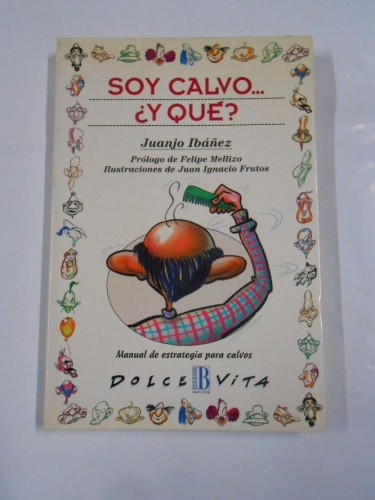 SOY CALVO...
¿Y QUÉ?
Juanjo Ibáñez
Prólogo de Felipe Mellizo
Ilustraciones de Juan Ignacio Frutos
Manual de estrategia para calvos
DOLCE B VITA